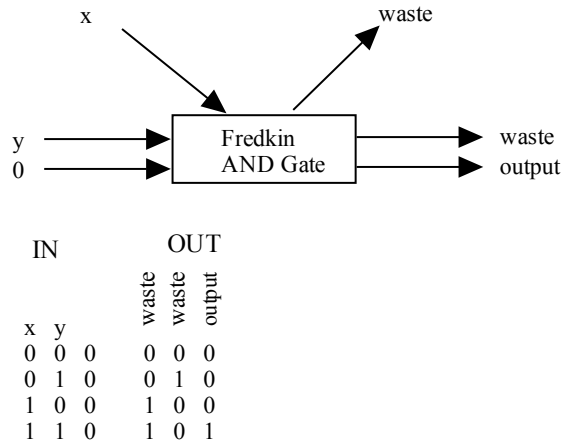 x waste
y Fredkin waste
0 AND Gate output
IN OUT
x y waste waste output
0 0 0 0 0 0
0 1 0 0 1 0
1 0 0 1 0 0
1 1 0 1 0 1